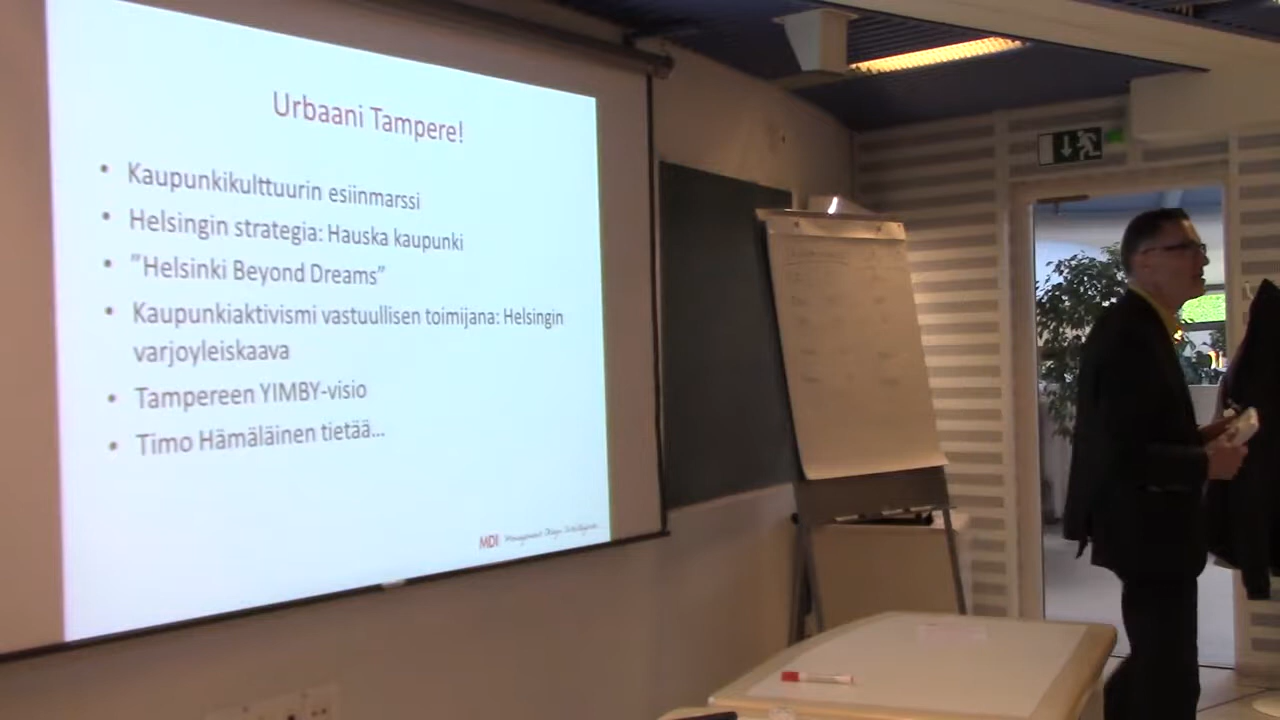 Urbaani Tampere!
• Kaupunkikulttuurin esiinmarssi
• Helsingin strategia: Hauska kaupunki
• ”Helsinki Beyond Dreams”
• Kaupunkiaktivismi vastuullisen toimijana: Helsingin
varjoyleiskaava
• Tampereen YIMBY-visio
• Timo Hämäläinen tietää...
MDI